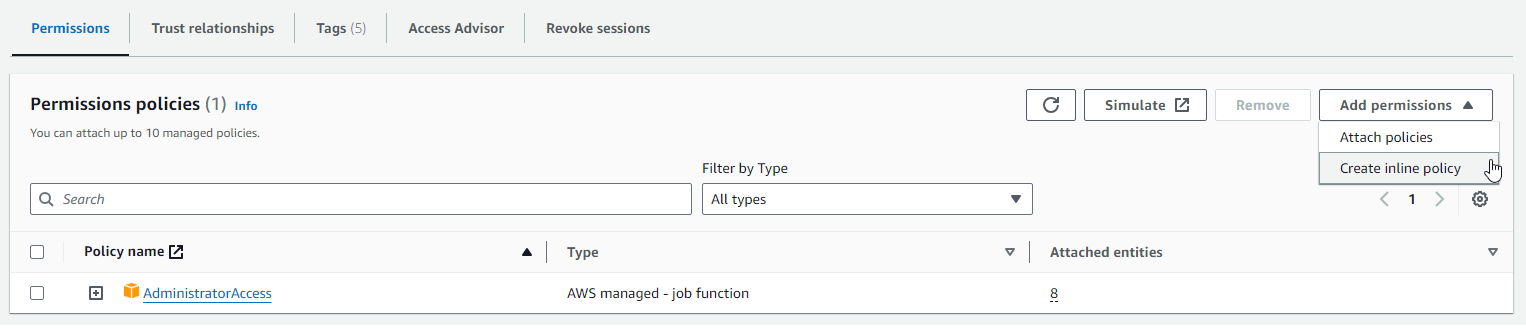 Permissions Trust relationships Tags (5) Access Advisor Revoke sessions
Permissions policies (1) Info
Simulate Remove Add permissions
You can attach up to 10 managed policies.
Attach policies
Create inline policy
Filter by Type
Search All types 1
Policy name Type Attached entities
AdministratorAccess AWS managed - job function 8